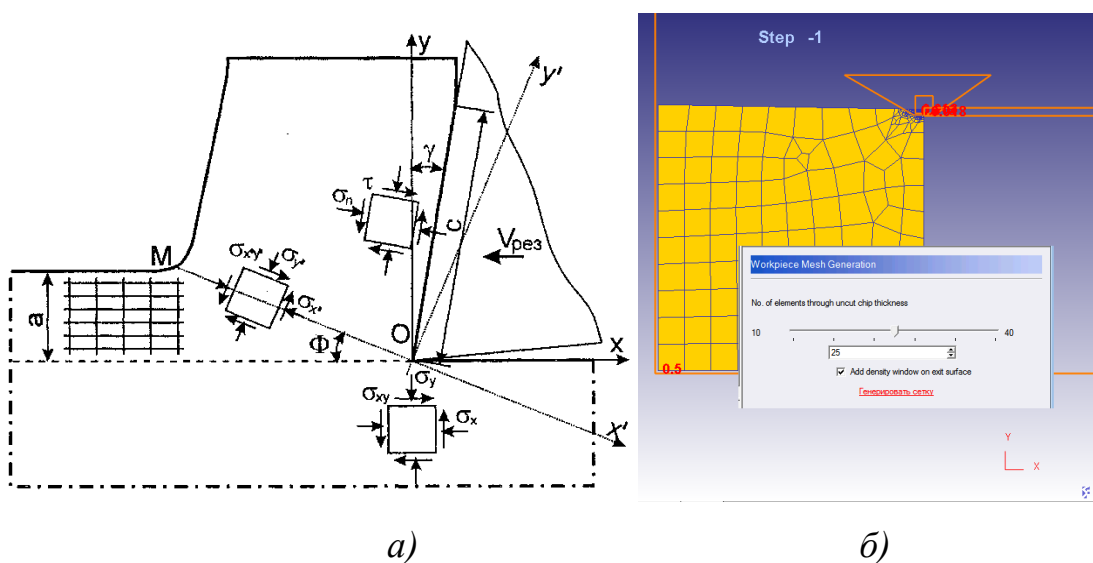 y
y'
γ
τ
σn
c
Vрез
M
σx'y'
σy'
σx'
a
Φ
O
x
σy
σxy
σx
x'
а)
Step -1
0.5
Workpiece Mesh Generation
No. of elements through uncut chip thickness
10
40
25
Add density window on exit surface
Генерировать сетку
Y
X
б)